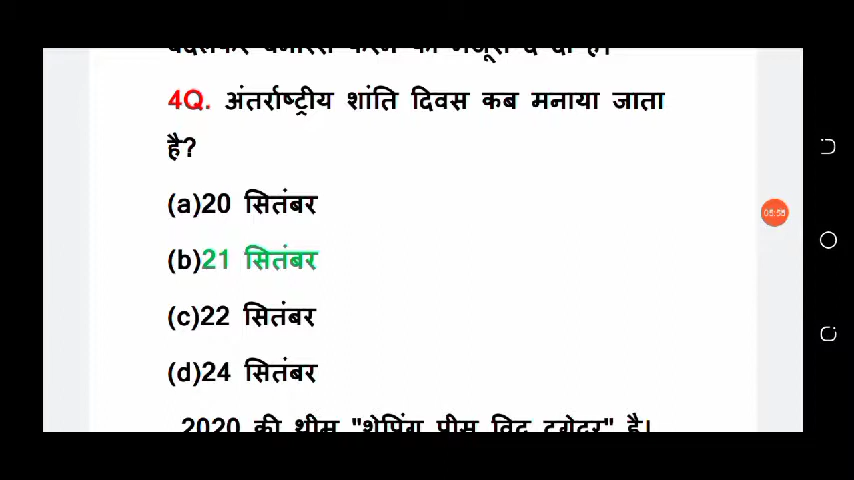 4Q. अंतर्राष्ट्रीय शांति दिवस कब मनाया जाता
है?
(a)20 सितंबर
(b)21 सितंबर
(c)22 सितंबर
(d)24 सितंबर
2020 की थीम "शेपिंग पीस विद टुगेदर" है।